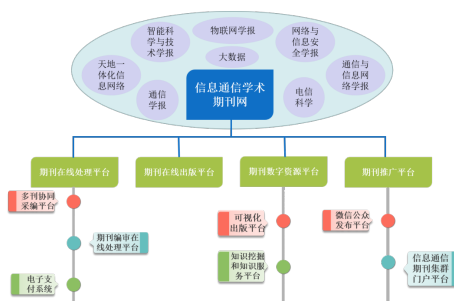 智能科
学与技
术学报
物联网学报
网络与
信息安
全学报
大数据
天地一
体化信
息网络
通信与
信息网
络学报
通信
学报
信息通信学术
期刊网
电信
科学
期刊在线处理平台
期刊在线出版平台
期刊数字资源平台
期刊推广平台
多刊协同
采编平台
可视化
出版平台
微信公众
发布平台
期刊编审在
线处理平台
知识挖掘
和知识服
务平台
信息通信
期刊集群
门户平台
电子支
付系统